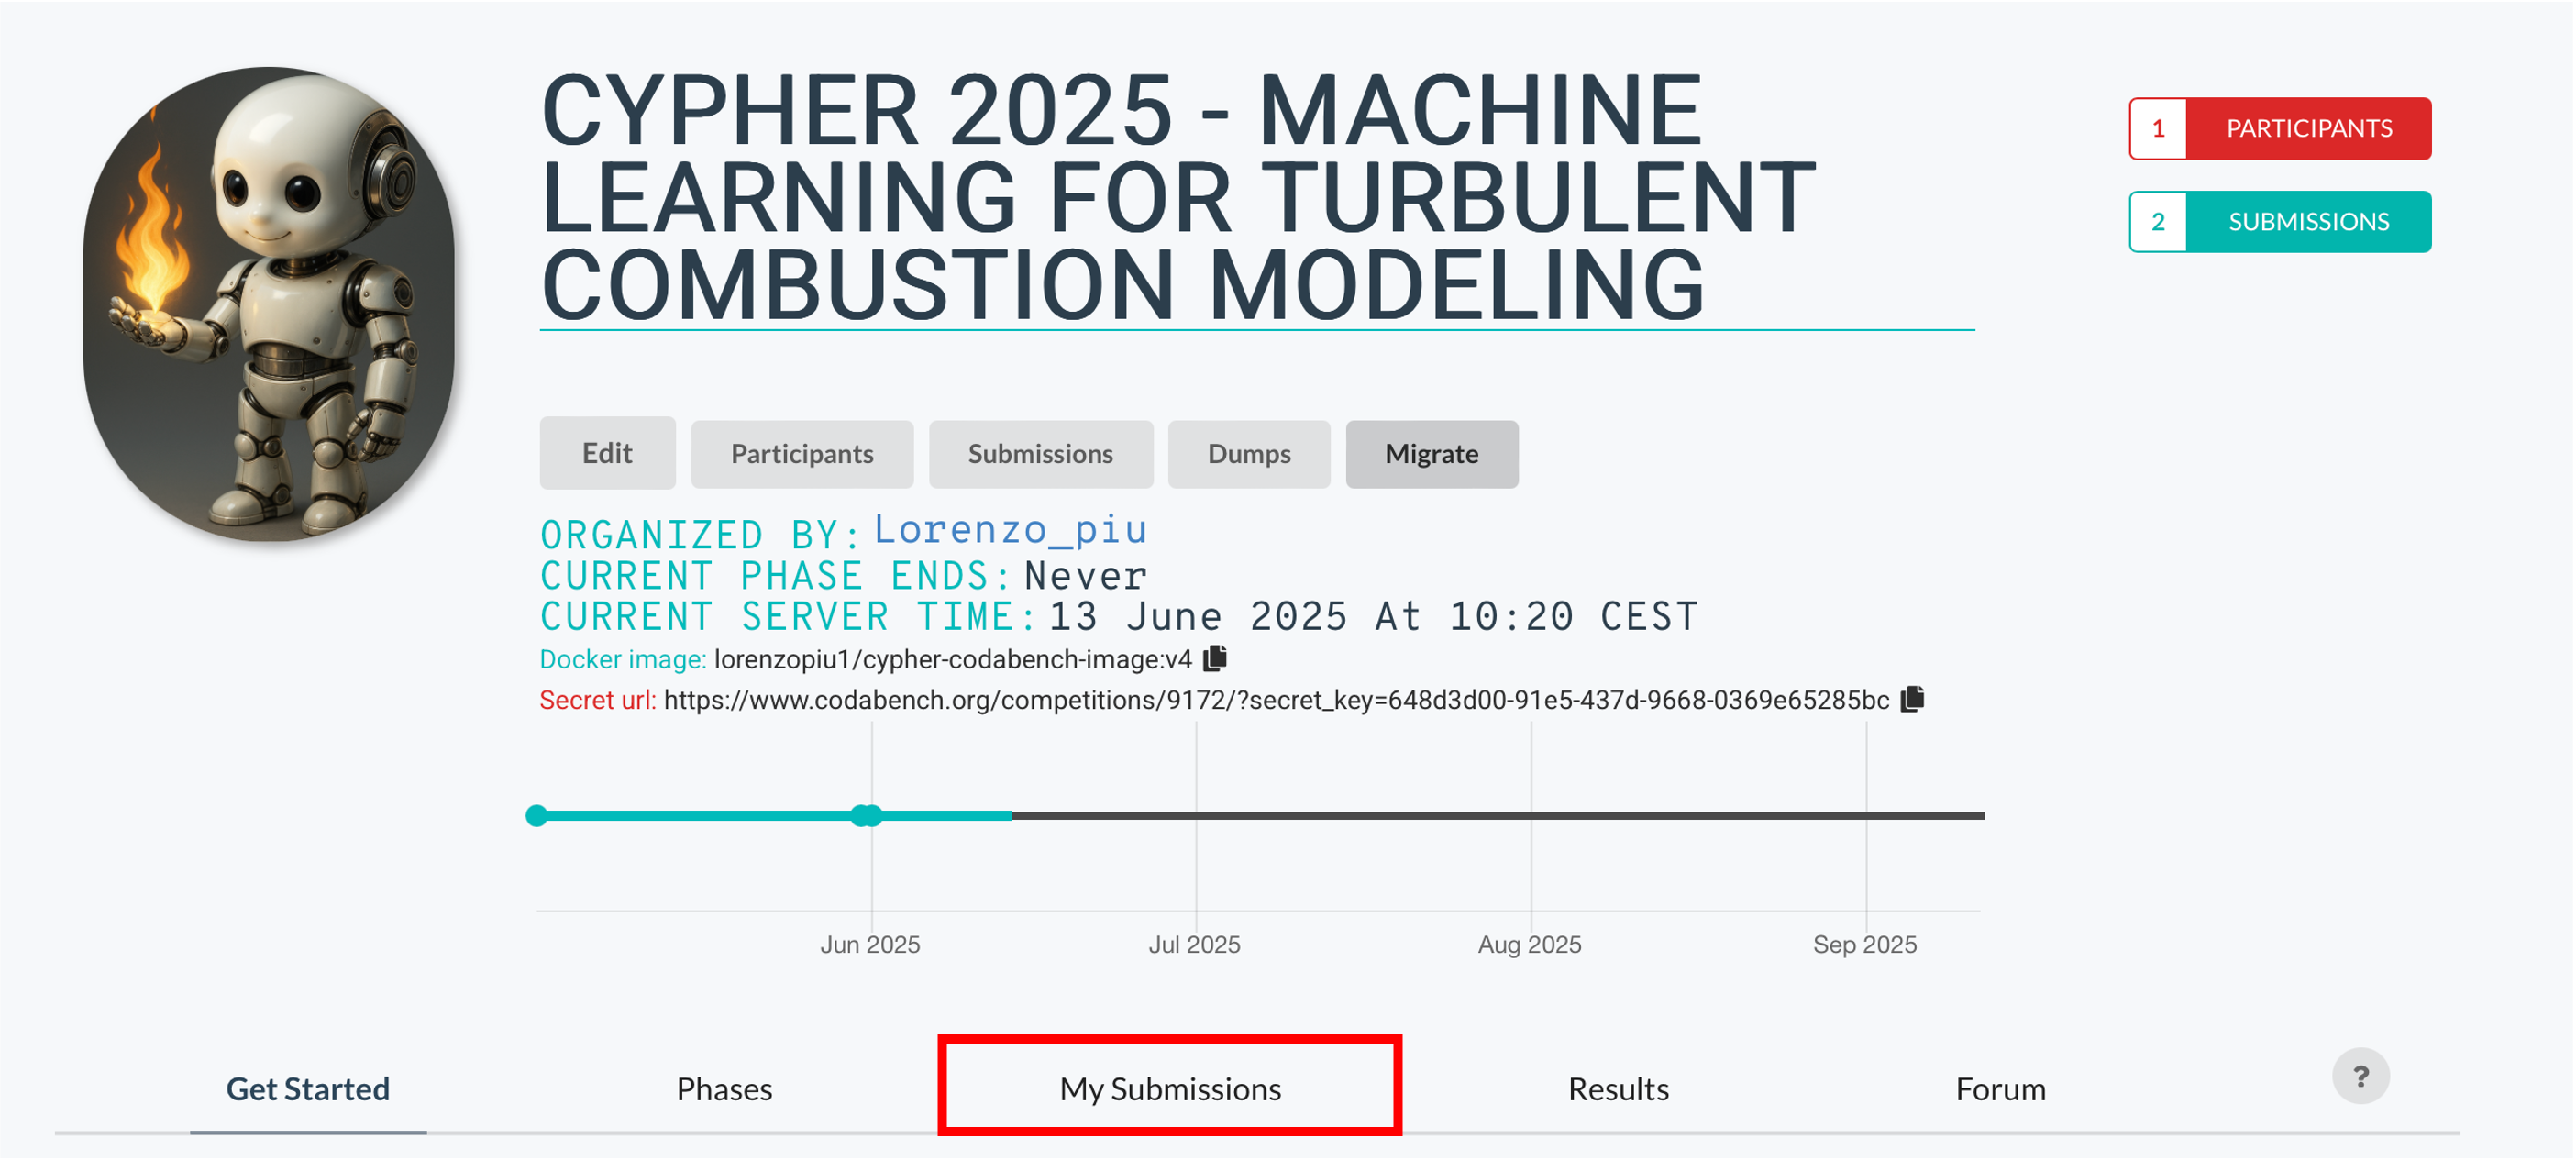 CYPHER 2025 - MACHINE
LEARNING FOR TURBULENT
COMBUSTION MODELING
1 PARTICIPANTS
2 SUBMISSIONS
Edit Participants Submissions Dumps Migrate
ORGANIZED BY: Lorenzo_piu
CURRENT PHASE ENDS: Never
CURRENT SERVER TIME: 13 June 2025 At 10:20 CEST
Docker image: lorenzopiu1/cypher-codabench-image:v4
Secret url: https://www.codabench.org/competitions/9172/?secret_key=648d3d00-91e5-437d-9668-0369e65285bc
Jun 2025 Jul 2025 Aug 2025 Sep 2025
Get Started Phases My Submissions Results Forum ?